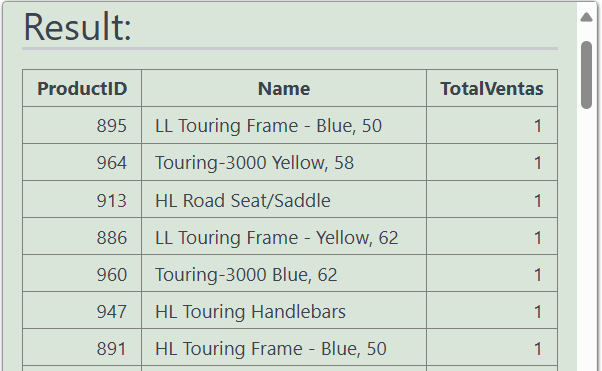 Result:
ProductID Name TotalVentas
895 LL Touring Frame - Blue, 50 1
964 Touring-3000 Yellow, 58 1
913 HL Road Seat/Saddle 1
886 LL Touring Frame - Yellow, 62 1
960 Touring-3000 Blue, 62 1
947 HL Touring Handlebars 1
891 HL Touring Frame - Blue, 50 1